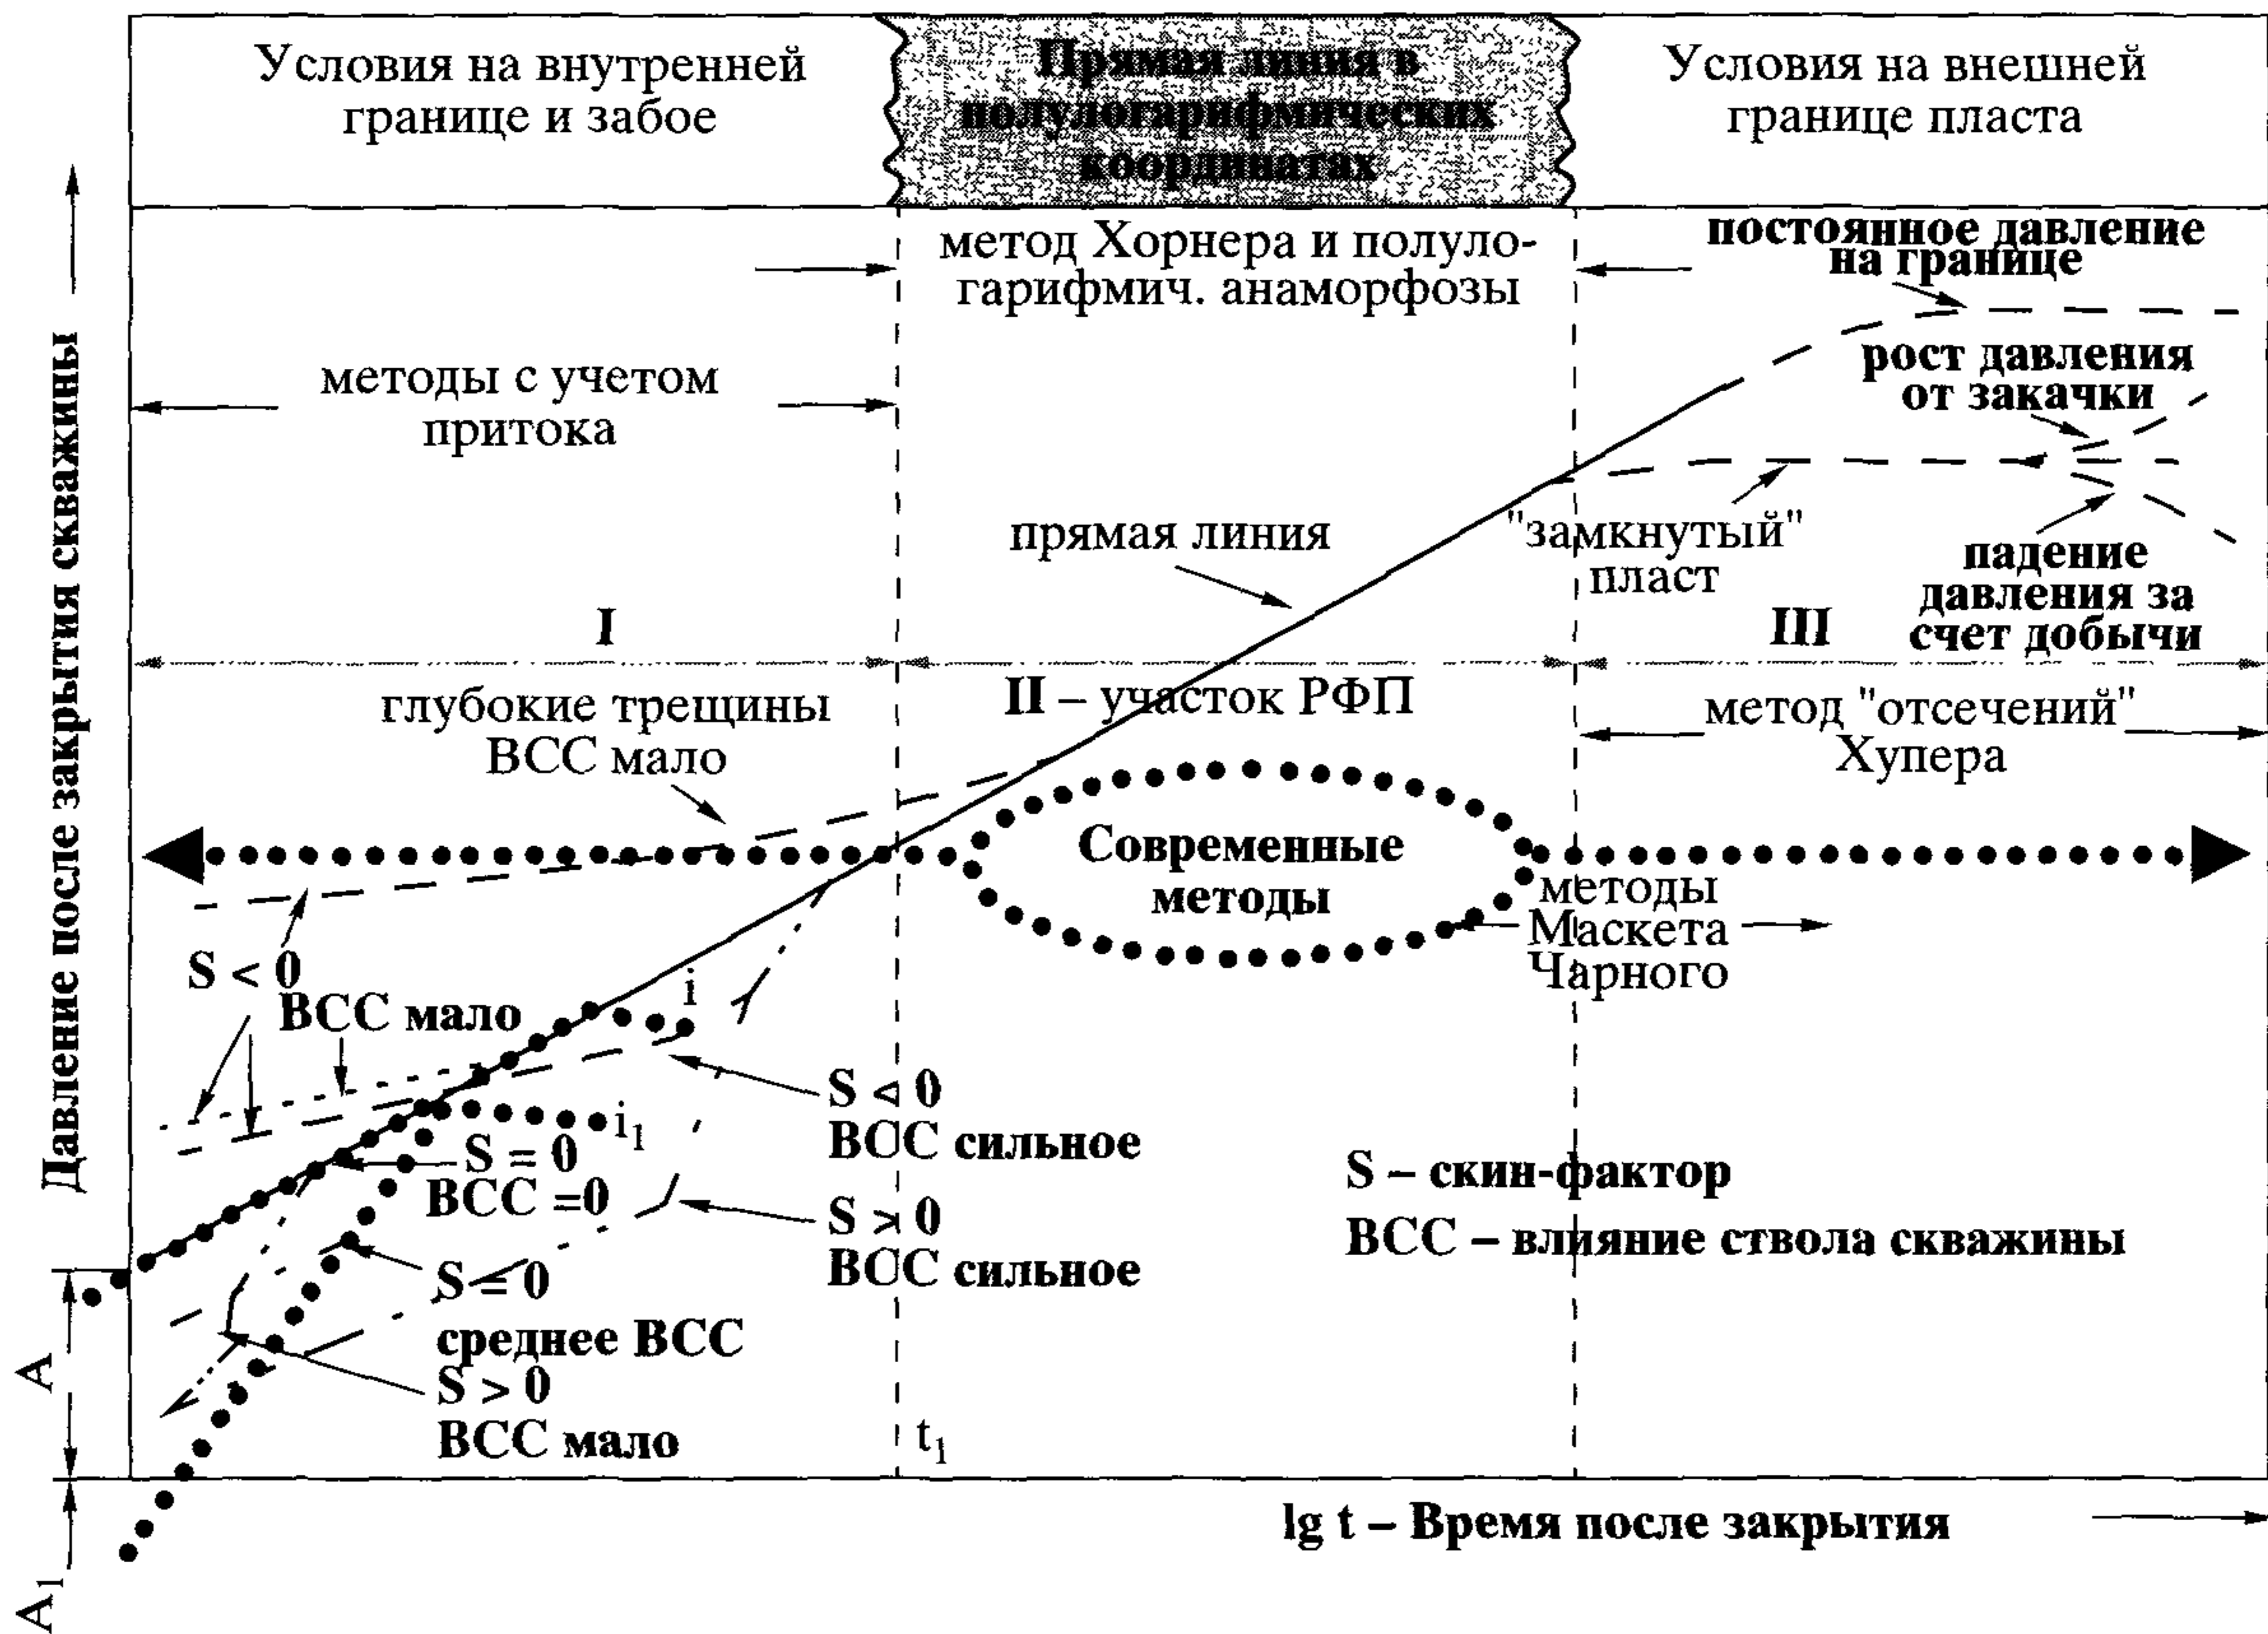 Условия на внутренней
границе и забое
Прямая линия в
полулогарифмических
координатах
Условия на внешней
границе пласта
Давление после закрытия скважины
метод Хорнера и полуло-
гарифмич. анаморфозы
постоянное давление
на границе
методы с учетом
притока
рост давления
от закачки
прямая линия
"замкнутый"
пласт
падение
давления за
счет добычи
I
II – участок РФП
III
глубокие трещины
ВСС мало
метод "отсечений"
Хупера
Современные
методы
методы
Маскета
Чарного
S < 0
ВСС мало
i
i₁
S < 0
ВСС сильное
S = 0
ВСС =0
S > 0
ВСС сильное
S – скин-фактор
ВСС – влияние ствола скважины
S = 0
среднее ВСС
S > 0
ВСС мало
A
A₁
t₁
lg t – Время после закрытия